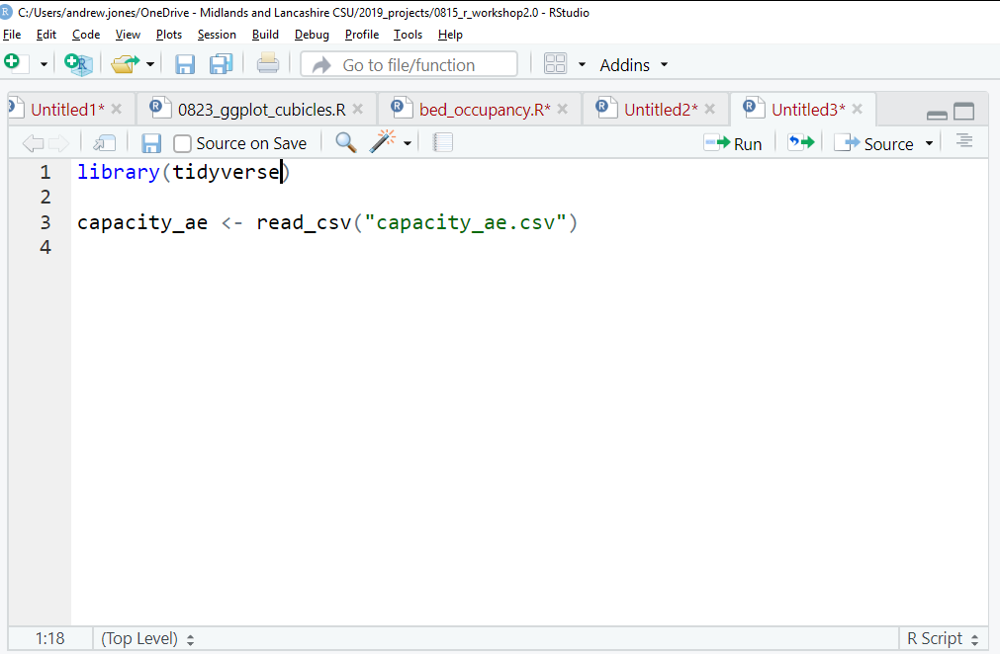 C:/Users/andrew.jones/OneDrive - Midlands and Lancashire CSU/2019_projects/0815_r_workshop2.0 - RStudio
File Edit Code View Plots Session Build Debug Profile Tools Help
Go to file/function Addins
Untitled1* 0823_ggplot_cubicles.R bed_occupancy.R* Untitled2* Untitled3*
Source on Save Run Source
1 library(tidyverse)
2
3 capacity_ae <- read_csv("capacity_ae.csv")
4
1:18 (Top Level) R Script